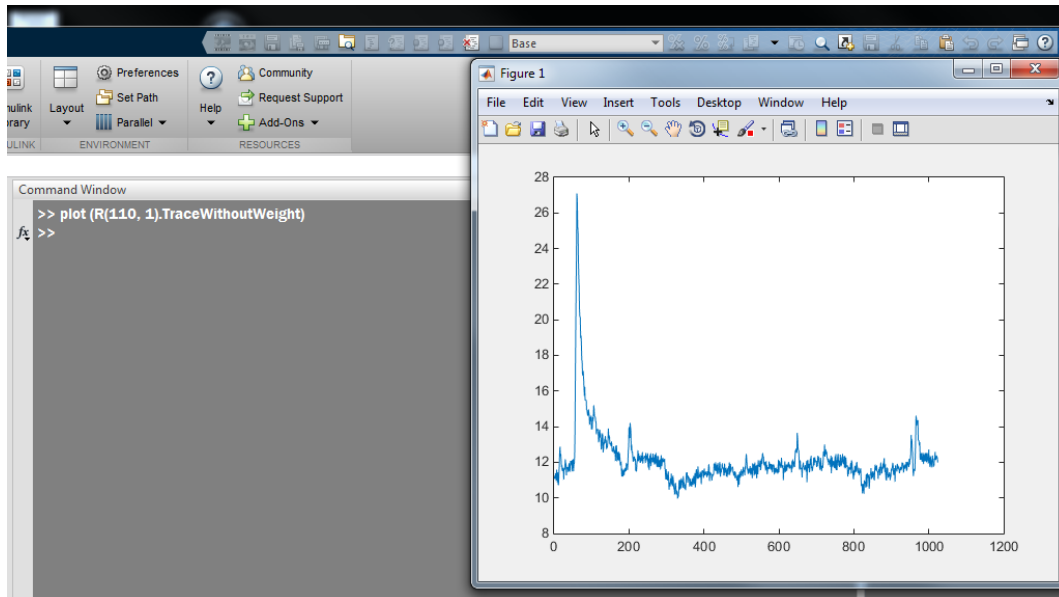 Base
Preferences
Community
Set Path
Request Support
Layout
Help
Parallel
Add-Ons
ENVIRONMENT
RESOURCES
Figure 1
File Edit View Insert Tools Desktop Window Help
Command Window
>> plot (R(110, 1).TraceWithoutWeight)
fx >>
28
26
24
22
20
18
16
14
12
10
8
0 200 400 600 800 1000 1200